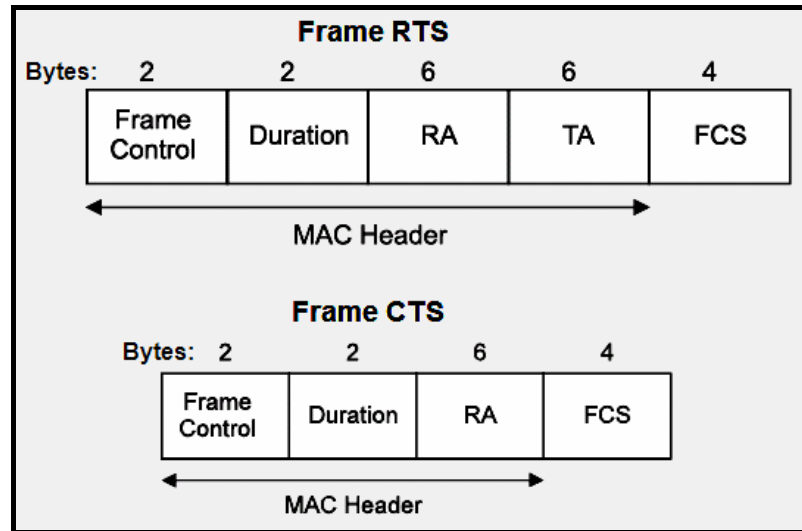 Frame RTS
Bytes: 2 2 6 6 4
Frame Control Duration RA TA FCS
MAC Header
Frame CTS
Bytes: 2 2 6 4
Frame Control Duration RA FCS
MAC Header